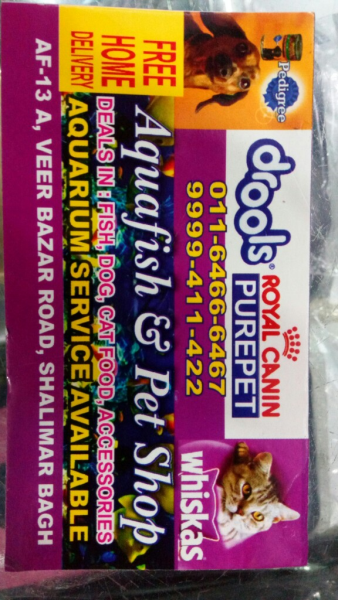 FREE
HOME
DELIVERY
Pedigree
drools®
ROYAL CANIN
PUREPET
011-6466-6467
9999-411-422
whiskas®
Aquafish & Pet Shop
DEALS IN : FISH, DOG, CAT FOOD, ACCESSORIES
AQUARIUM SERVICE AVAILABLE
AF-13 A, VEER BAZAR ROAD, SHALIMAR BAGH